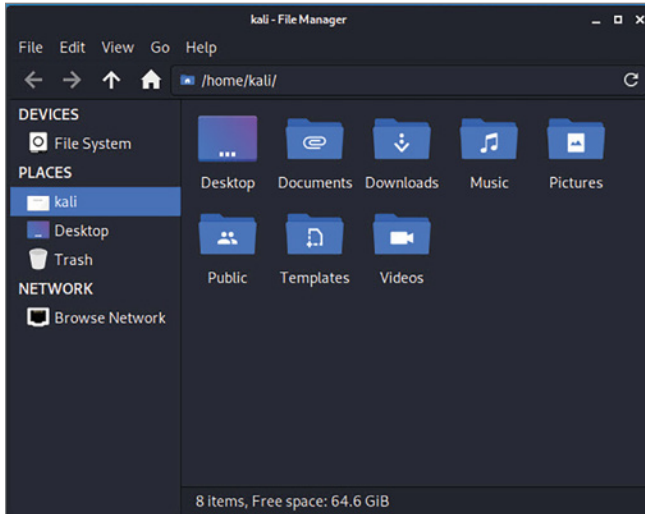 kali - File Manager
File Edit View Go Help
/home/kali/
DEVICES
File System
PLACES
kali
Desktop
Trash
NETWORK
Browse Network
Desktop Documents Downloads Music Pictures
Public Templates Videos
8 items, Free space: 64.6 GiB